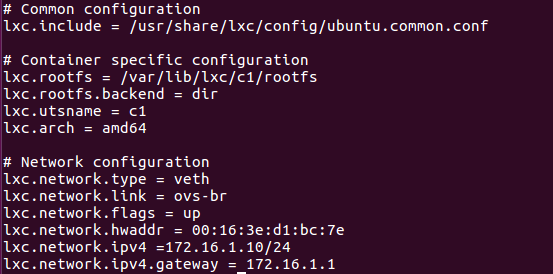 # Common configuration
lxc.include = /usr/share/lxc/config/ubuntu.common.conf

# Container specific configuration
lxc.rootfs = /var/lib/lxc/c1/rootfs
lxc.rootfs.backend = dir
lxc.utsname = c1
lxc.arch = amd64

# Network configuration
lxc.network.type = veth
lxc.network.link = ovs-br
lxc.network.flags = up
lxc.network.hwaddr = 00:16:3e:d1:bc:7e
lxc.network.ipv4 =172.16.1.10/24
lxc.network.ipv4.gateway = 172.16.1.1